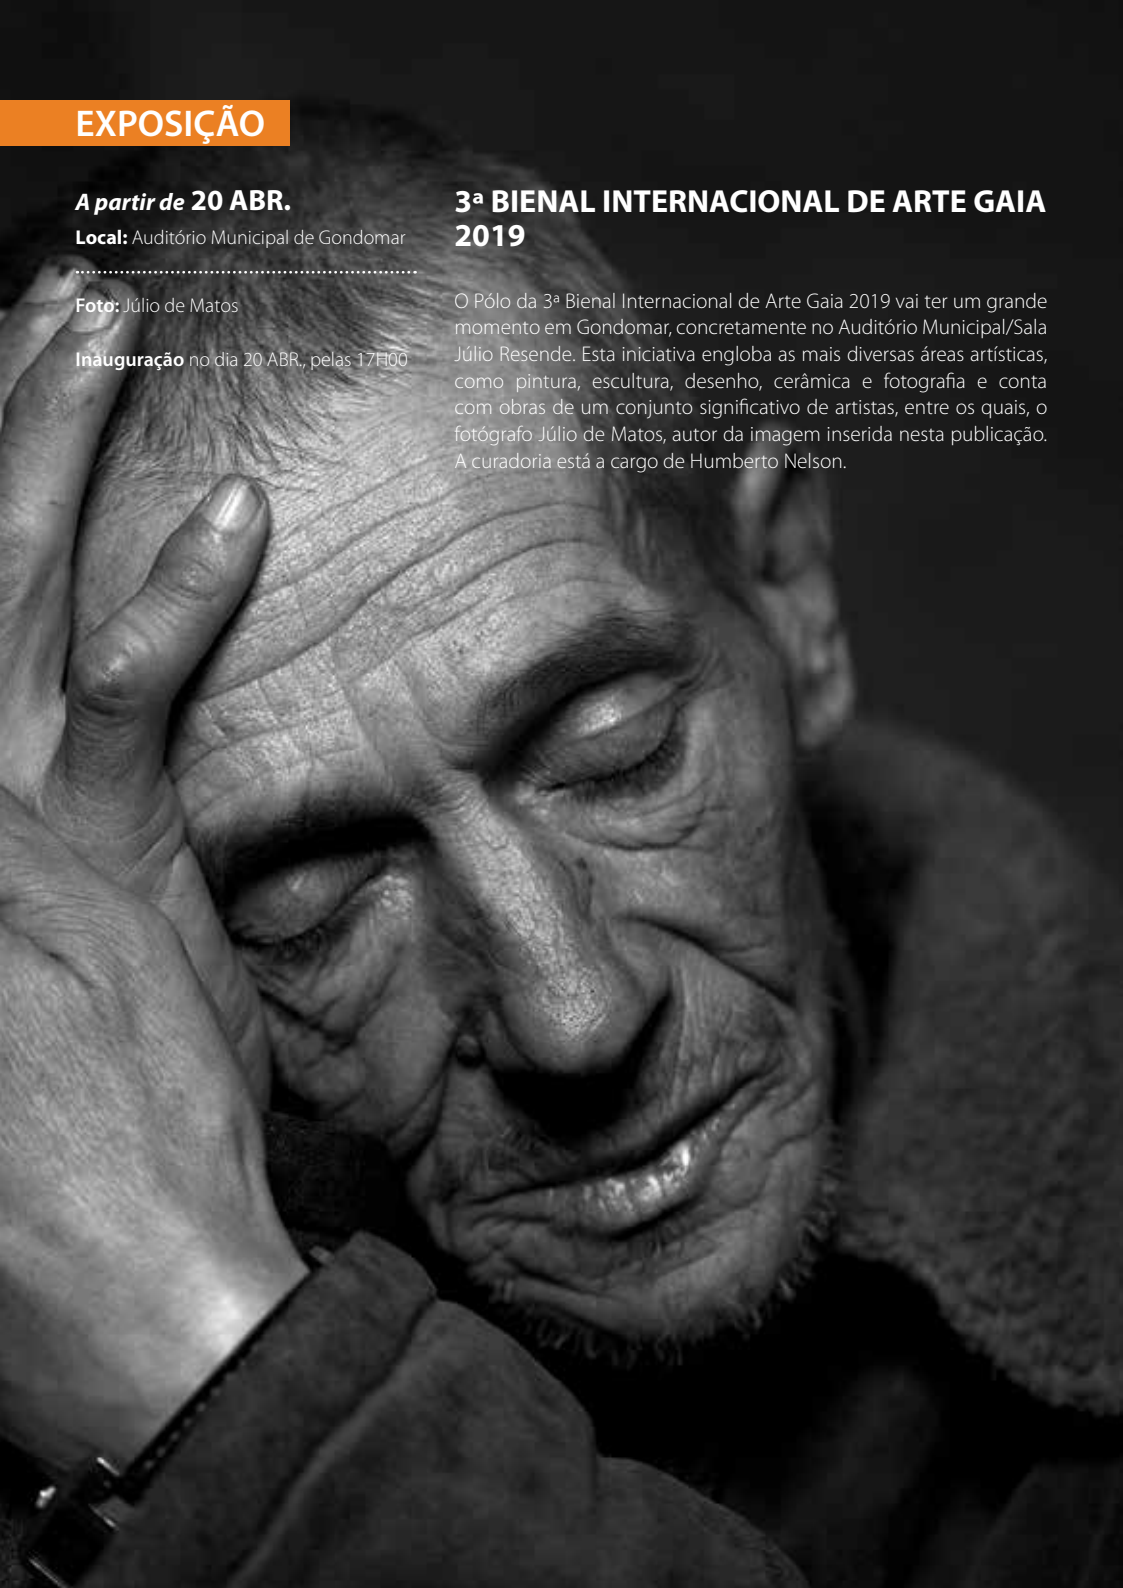 EXPOSIÇÃO
A partir de 20 ABR.
Local: Auditório Municipal de Gondomar
Foto: Júlio de Matos
Inauguração no dia 20 ABR., pelas 17H00
3ª BIENAL INTERNACIONAL DE ARTE GAIA
2019
O Pólo da 3ª Bienal Internacional de Arte Gaia 2019 vai ter um grande
momento em Gondomar, concretamente no Auditório Municipal/Sala
Júlio Resende. Esta iniciativa engloba as mais diversas áreas artísticas,
como pintura, escultura, desenho, cerâmica e fotografia e conta
com obras de um conjunto significativo de artistas, entre os quais, o
fotógrafo Júlio de Matos, autor da imagem inserida nesta publicação.
A curadoria está a cargo de Humberto Nelson.